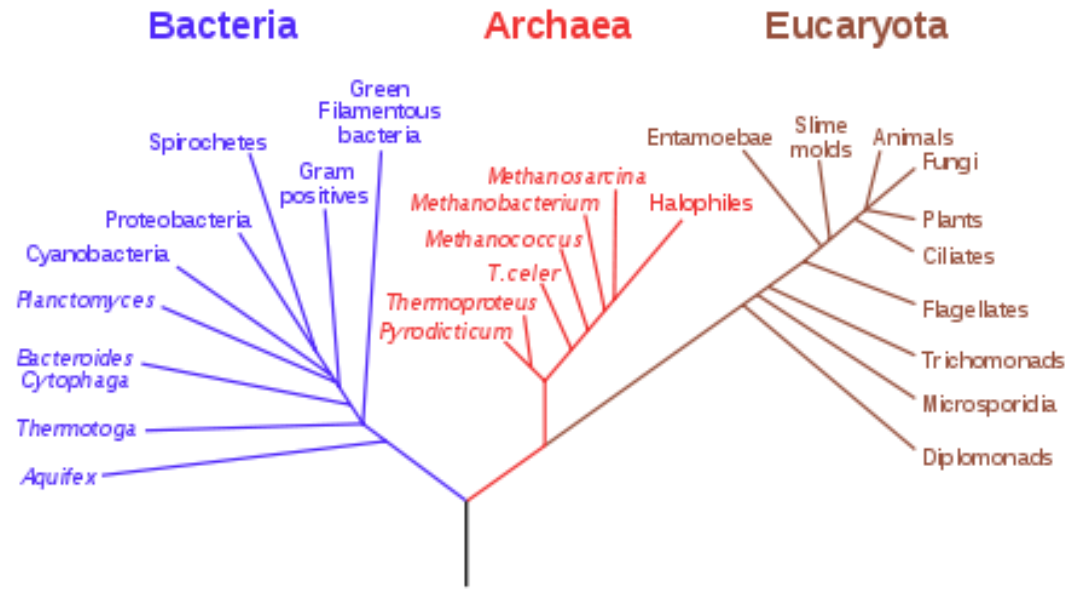 Bacteria
Archaea
Eucaryota
Green
Filamentous
bacteria
Spirochetes
Gram
positives
Proteobacteria
Cyanobacteria
Planctomyces
Bacteroides
Cytophaga
Thermotoga
Aquifex
Methanosarcina
Methanobacterium
Halophiles
Methanococcus
T.celer
Thermoproteus
Pyrodicticum
Entamoebae
Slime
molds
Animals
Fungi
Plants
Ciliates
Flagellates
Trichomonads
Microsporidia
Diplomonads